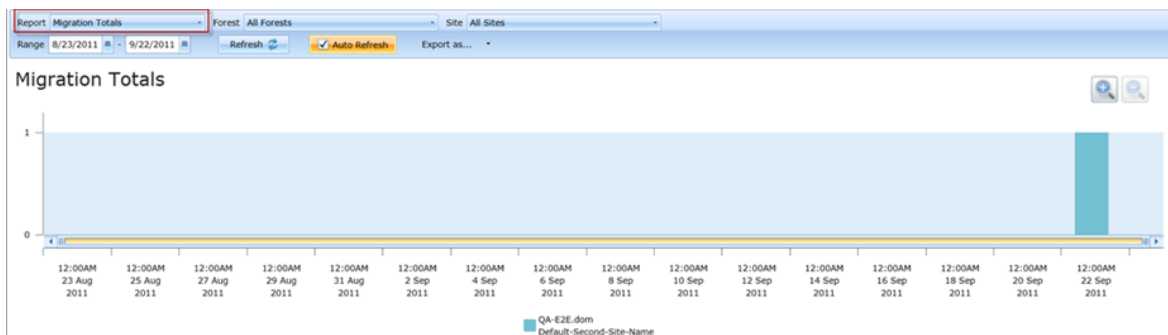 Report Migration Totals Forest All Forests Site All Sites
Range 8/23/2011 - 9/22/2011 Refresh Auto Refresh Export as...
Migration Totals
1
0
12:00AM 12:00AM 12:00AM 12:00AM 12:00AM 12:00AM 12:00AM 12:00AM 12:00AM 12:00AM 12:00AM 12:00AM 12:00AM 12:00AM 12:00AM 12:00AM
23 Aug 25 Aug 27 Aug 29 Aug 31 Aug 2 Sep 4 Sep 6 Sep 8 Sep 10 Sep 12 Sep 14 Sep 16 Sep 18 Sep 20 Sep 22 Sep
2011 2011 2011 2011 2011 2011 2011 2011 2011 2011 2011 2011 2011 2011 2011 2011
QA-E2E.dom
Default-Second-Site-Name